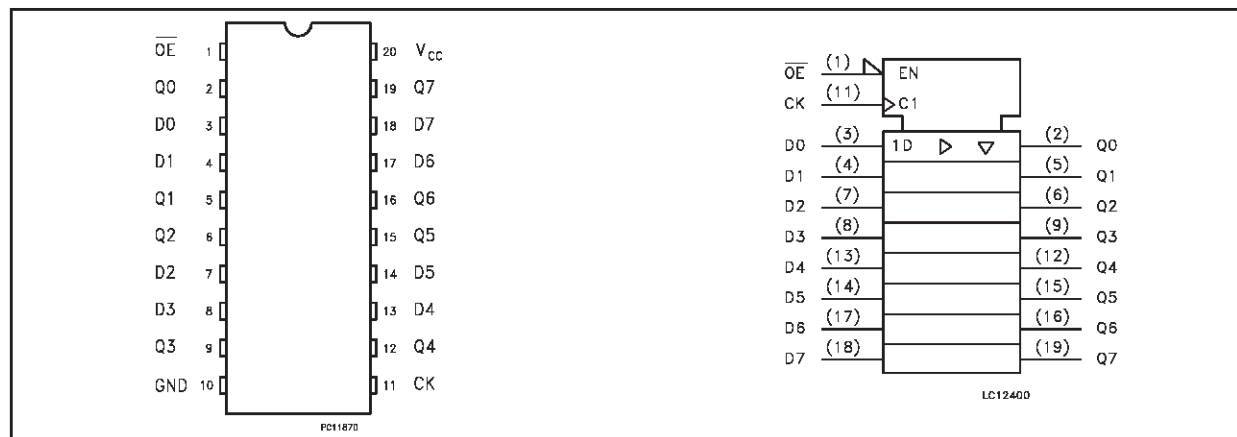 OE 1 20 VCC
Q0 2 19 Q7
D0 3 18 D7
D1 4 17 D6
Q1 5 16 Q6
Q2 6 15 Q5
D2 7 14 D5
D3 8 13 D4
Q3 9 12 Q4
GND 10 11 CK
PC11870
OE (1) EN
CK (11) C1
D0 (3) 1D (2) Q0
D1 (4) (5) Q1
D2 (7) (6) Q2
D3 (8) (9) Q3
D4 (13) (12) Q4
D5 (14) (15) Q5
D6 (17) (16) Q6
D7 (18) (19) Q7
LC12400